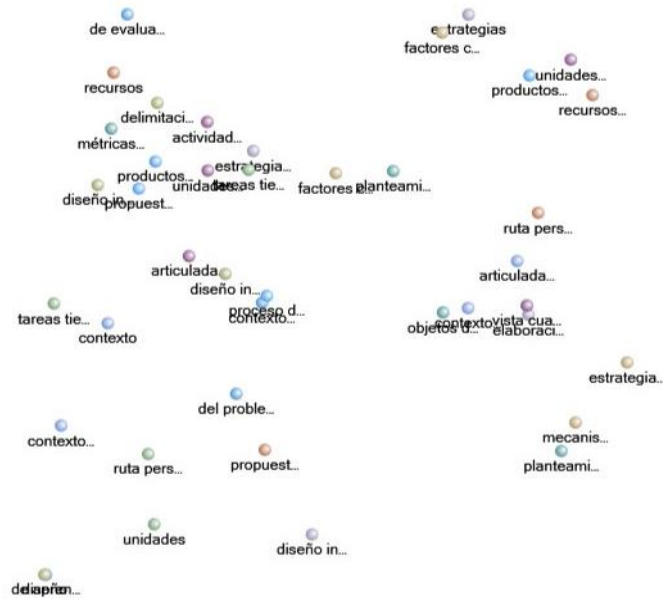 de evalua...
estrategias
factores c...
unidades...
productos...
recursos
recursos...
delimitaci...
actividad...
métricas...
estrategia...
productos...
unidades...
tareas tie...
factores c...
planteami...
diseño in...
propuest...
ruta pers...
articulada...
articulada...
diseño in...
proceso d...
contexto...
tareas tie...
contexto
objetos d...
contexto
vista cua...
elaboraci...
estrategia...
del proble...
contexto...
mecanis...
ruta pers...
propuest...
planteami...
unidades
diseño in...